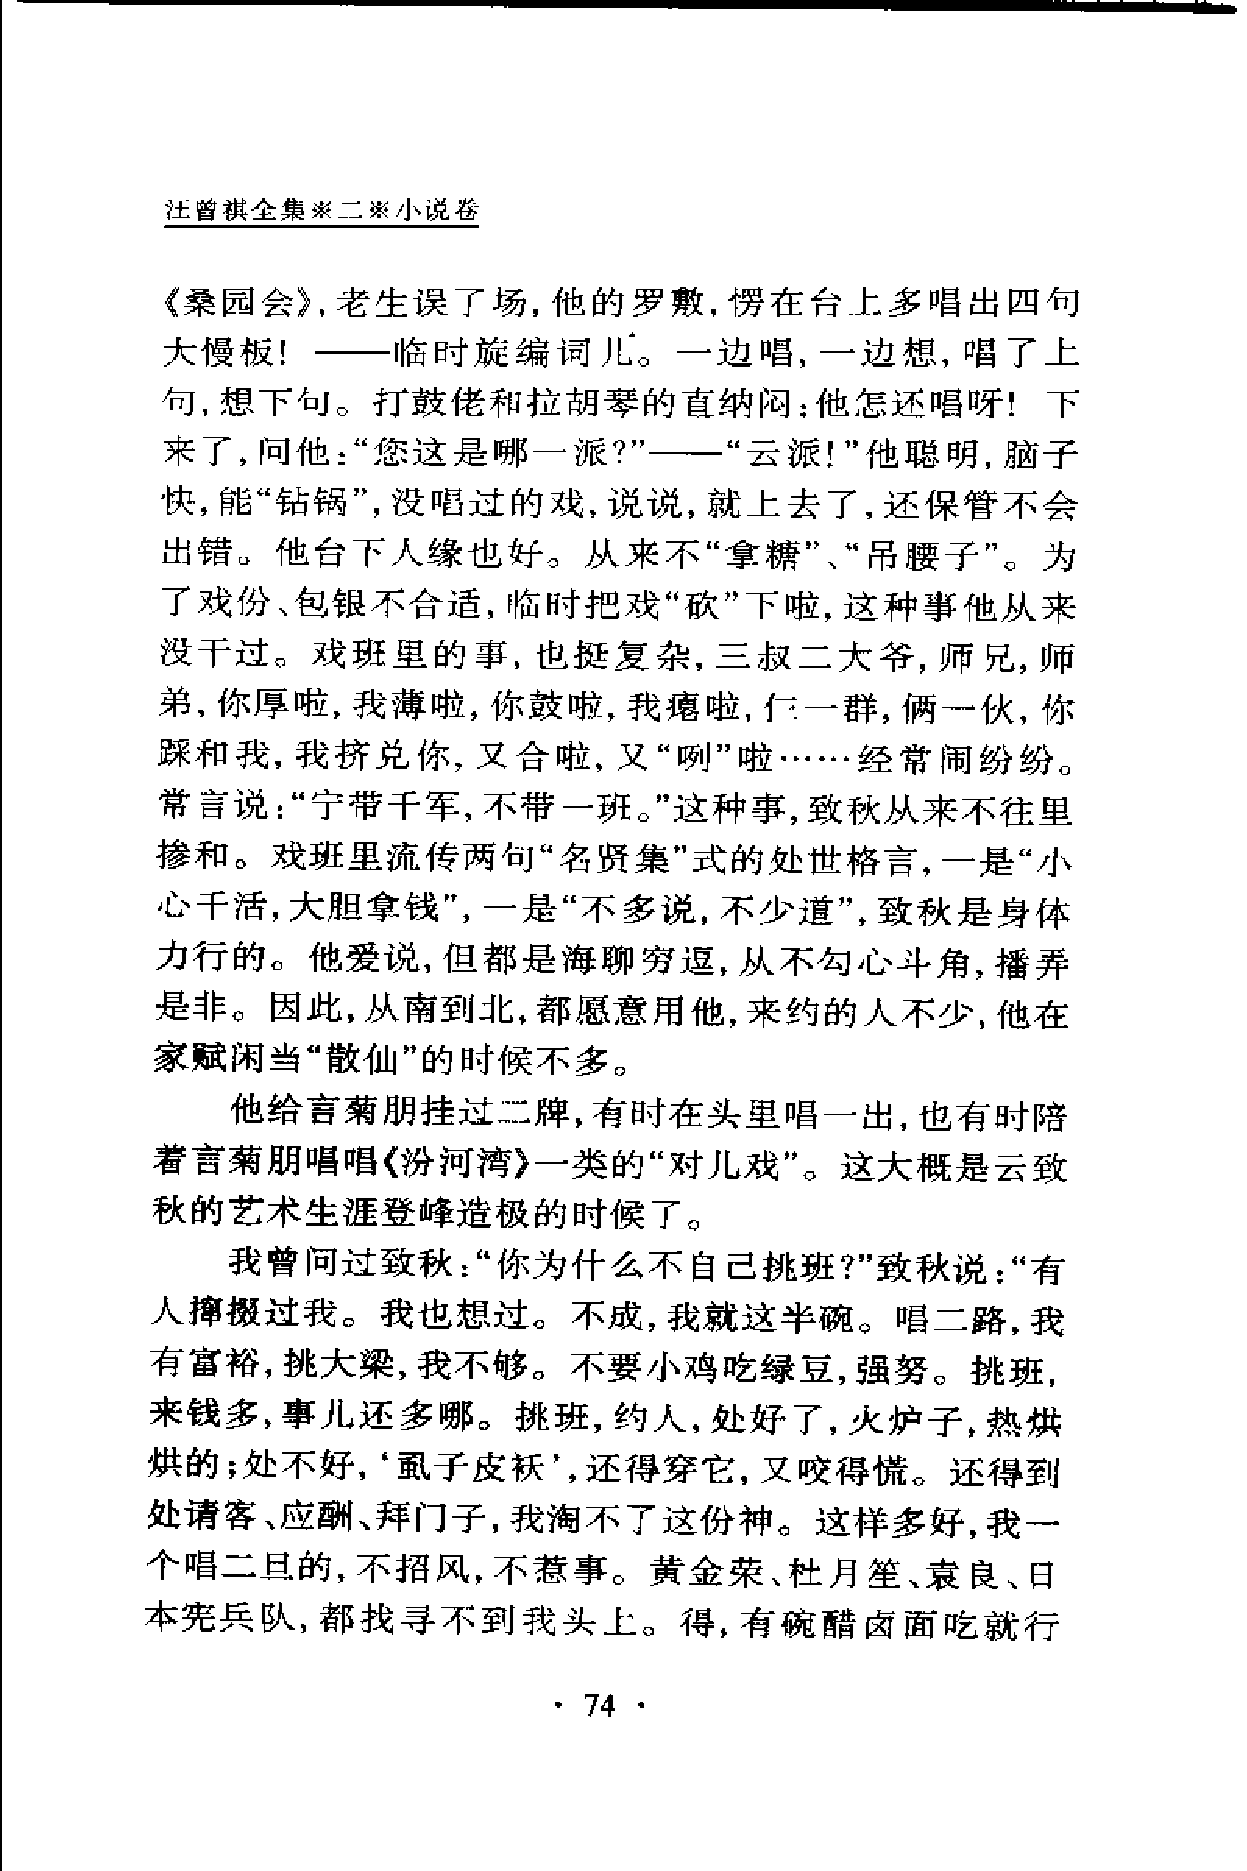 汪曾祺全集※二※小说卷
《桑园会》,老生误了场,他的罗敷,愣在台上多唱出四句
大慢板! ——临时旋编词儿。一边唱,一边想,唱了上
句,想下句。打鼓佬和拉胡琴的直纳闷:他怎还唱呀! 下
来了,问他:“您这是哪一派?”——“云派!”他聪明,脑子
快,能“钻锅”,没唱过的戏,说说,就上去了,还保管不会
出错。他台下人缘也好。从来不“拿糖”、“吊腰子”。为
了戏份、包银不合适,临时把戏“砍”下啦,这种事他从来
没干过。戏班里的事,也挺复杂,三叔二大爷,师兄,师
弟,你厚啦,我薄啦,你鼓啦,我瘪啦,仨一群,俩一伙,你
踩和我,我挤兑你,又合啦,又“咧”啦……经常闹纷纷。
常言说:“宁带千军,不带一班。”这种事,致秋从来不往里
掺和。戏班里流传两句“名贤集”式的处世格言,一是“小
心干活,大胆拿钱”,一是“不多说,不少道”,致秋是身体
力行的。他爱说,但都是海聊穷逗,从不勾心斗角,播弄
是非。因此,从南到北,都愿意用他,来约的人不少,他在
家赋闲当“散仙”的时候不多。
他给言菊朋挂过二牌,有时在头里唱一出,也有时陪
着言菊朋唱唱《汾河湾》一类的“对儿戏”。这大概是云致
秋的艺术生涯登峰造极的时候了。
我曾问过致秋:“你为什么不自己挑班?”致秋说:“有
人撺掇过我。我也想过。不成,我就这半碗。唱二路,我
有富裕,挑大梁,我不够。不要小鸡吃绿豆,强努。挑班,
来钱多,事儿还多哪。挑班,约人,处好了,火炉子,热烘
烘的;处不好,‘虱子皮袄’,还得穿它,又咬得慌。还得到
处请客、应酬、拜门子,我淘不了这份神。这样多好,我一
个唱二旦的,不招风,不惹事。黄金荣、杜月笙、袁良、日
本宪兵队,都找寻不到我头上。得,有碗醋卤面吃就行
· 74 ·